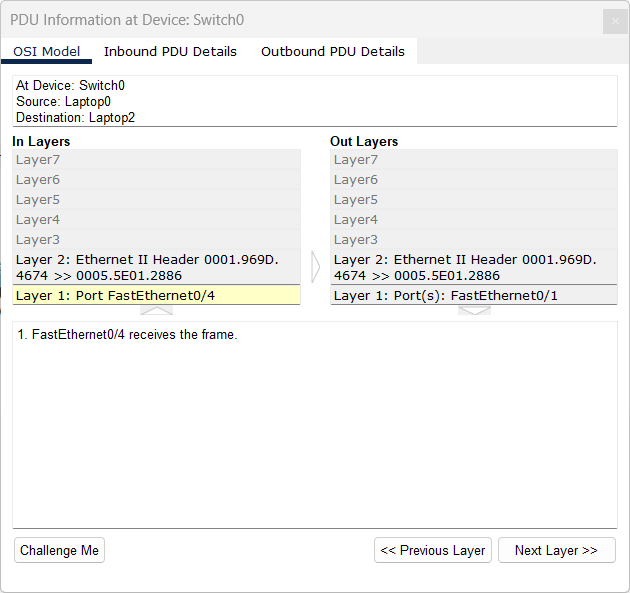 PDU Information at Device: Switch0
OSI Model Inbound PDU Details Outbound PDU Details
At Device: Switch0
Source: Laptop0
Destination: Laptop2
In Layers
Layer7
Layer6
Layer5
Layer4
Layer3
Layer 2: Ethernet II Header 0001.969D.
4674 >> 0005.5E01.2886
Layer 1: Port FastEthernet0/4
Out Layers
Layer7
Layer6
Layer5
Layer4
Layer3
Layer 2: Ethernet II Header 0001.969D.
4674 >> 0005.5E01.2886
Layer 1: Port(s): FastEthernet0/1
1. FastEthernet0/4 receives the frame.
Challenge Me
<< Previous Layer
Next Layer >>